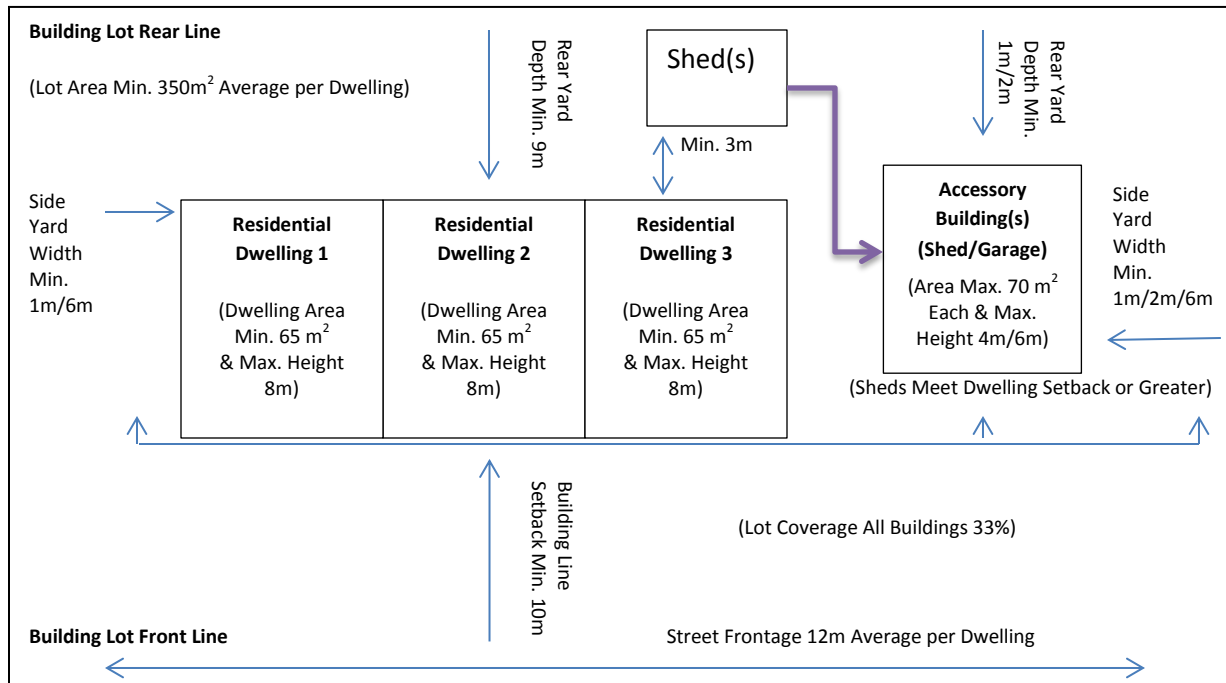 Building Lot Rear Line
(Lot Area Min. 350m² Average per Dwelling)
Rear Yard
Depth Min. 9m
Shed(s)
Rear Yard
Depth Min.
1m/2m
Min. 3m
Side
Yard
Width
Min.
1m/6m
Residential
Dwelling 1
(Dwelling Area
Min. 65 m²
& Max. Height
8m)
Residential
Dwelling 2
(Dwelling Area
Min. 65 m²
& Max. Height
8m)
Residential
Dwelling 3
(Dwelling Area
Min. 65 m²
& Max. Height
8m)
Accessory
Building(s)
(Shed/Garage)
(Area Max. 70 m²
Each & Max.
Height 4m/6m)
Side
Yard
Width
Min.
1m/2m/6m
(Sheds Meet Dwelling Setback or Greater)
Building Line
Setback Min. 10m
(Lot Coverage All Buildings 33%)
Building Lot Front Line
Street Frontage 12m Average per Dwelling